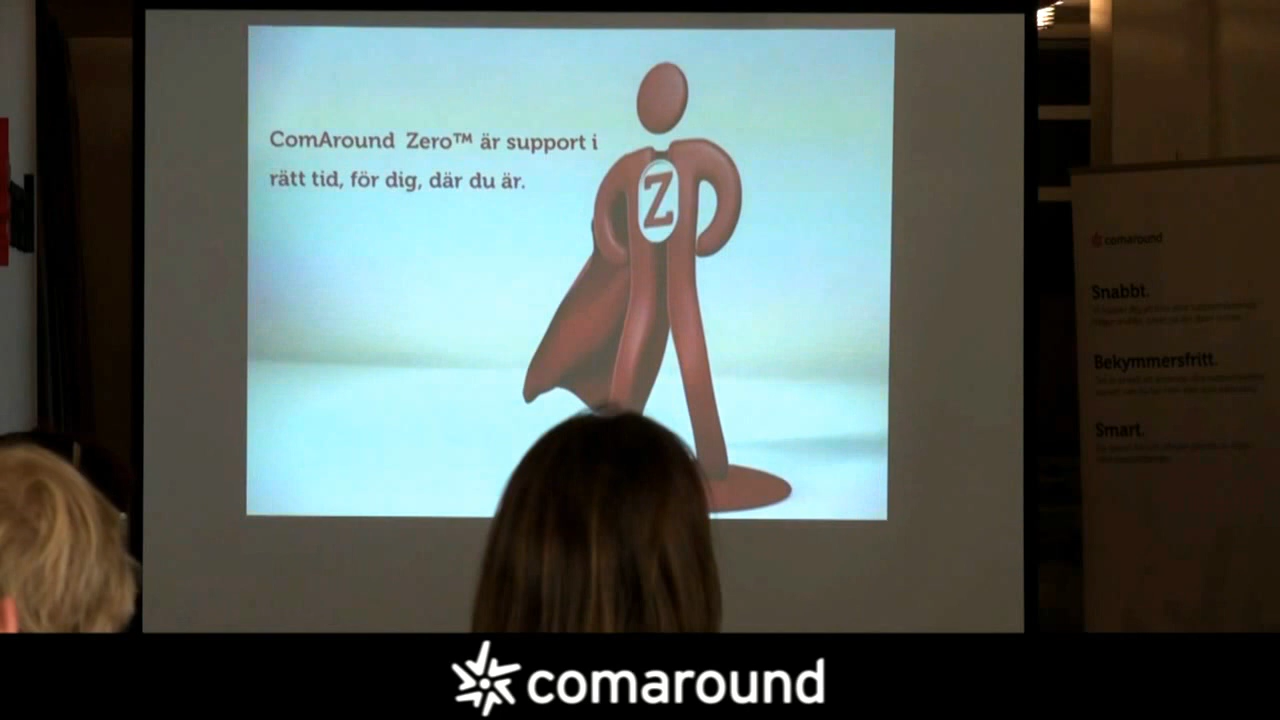 ComAround Zero™ är support i
rätt tid, för dig, där du är.
Z
comaround
Snabbt.
Bekymmersfritt.
Smart.
comaround